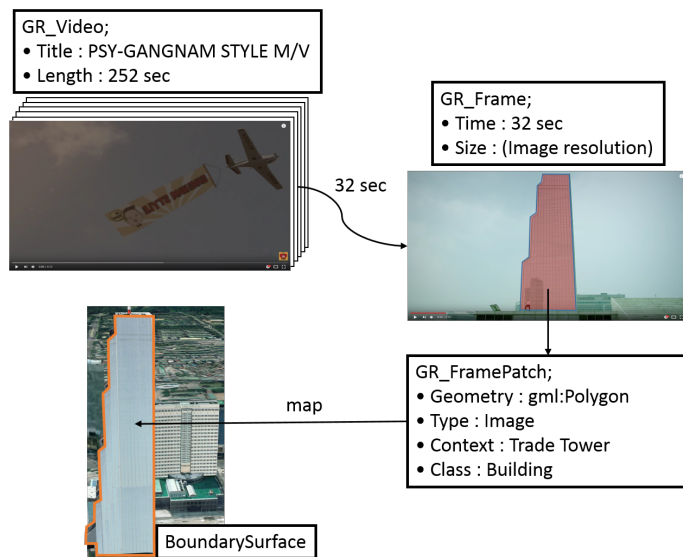 GR_Video;
• Title : PSY-GANGNAM STYLE M/V
• Length : 252 sec
GR_Frame;
• Time : 32 sec
• Size : (Image resolution)
32 sec
GR_FramePatch;
• Geometry : gml:Polygon
• Type : Image
• Context : Trade Tower
• Class : Building
map
BoundarySurface